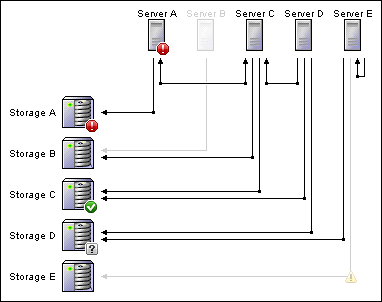 Server A Server B Server C Server D Server E
Storage A
Storage B
Storage C
Storage D
?
Storage E